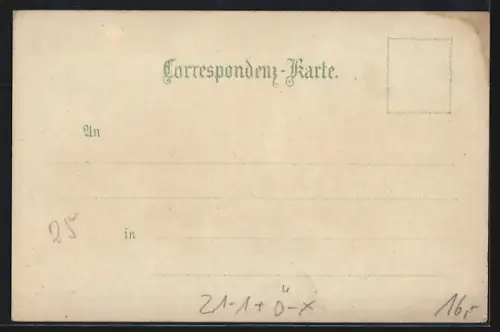 Correspondenz-Karte.
An
25
in
21-1+Ö-X
16,-